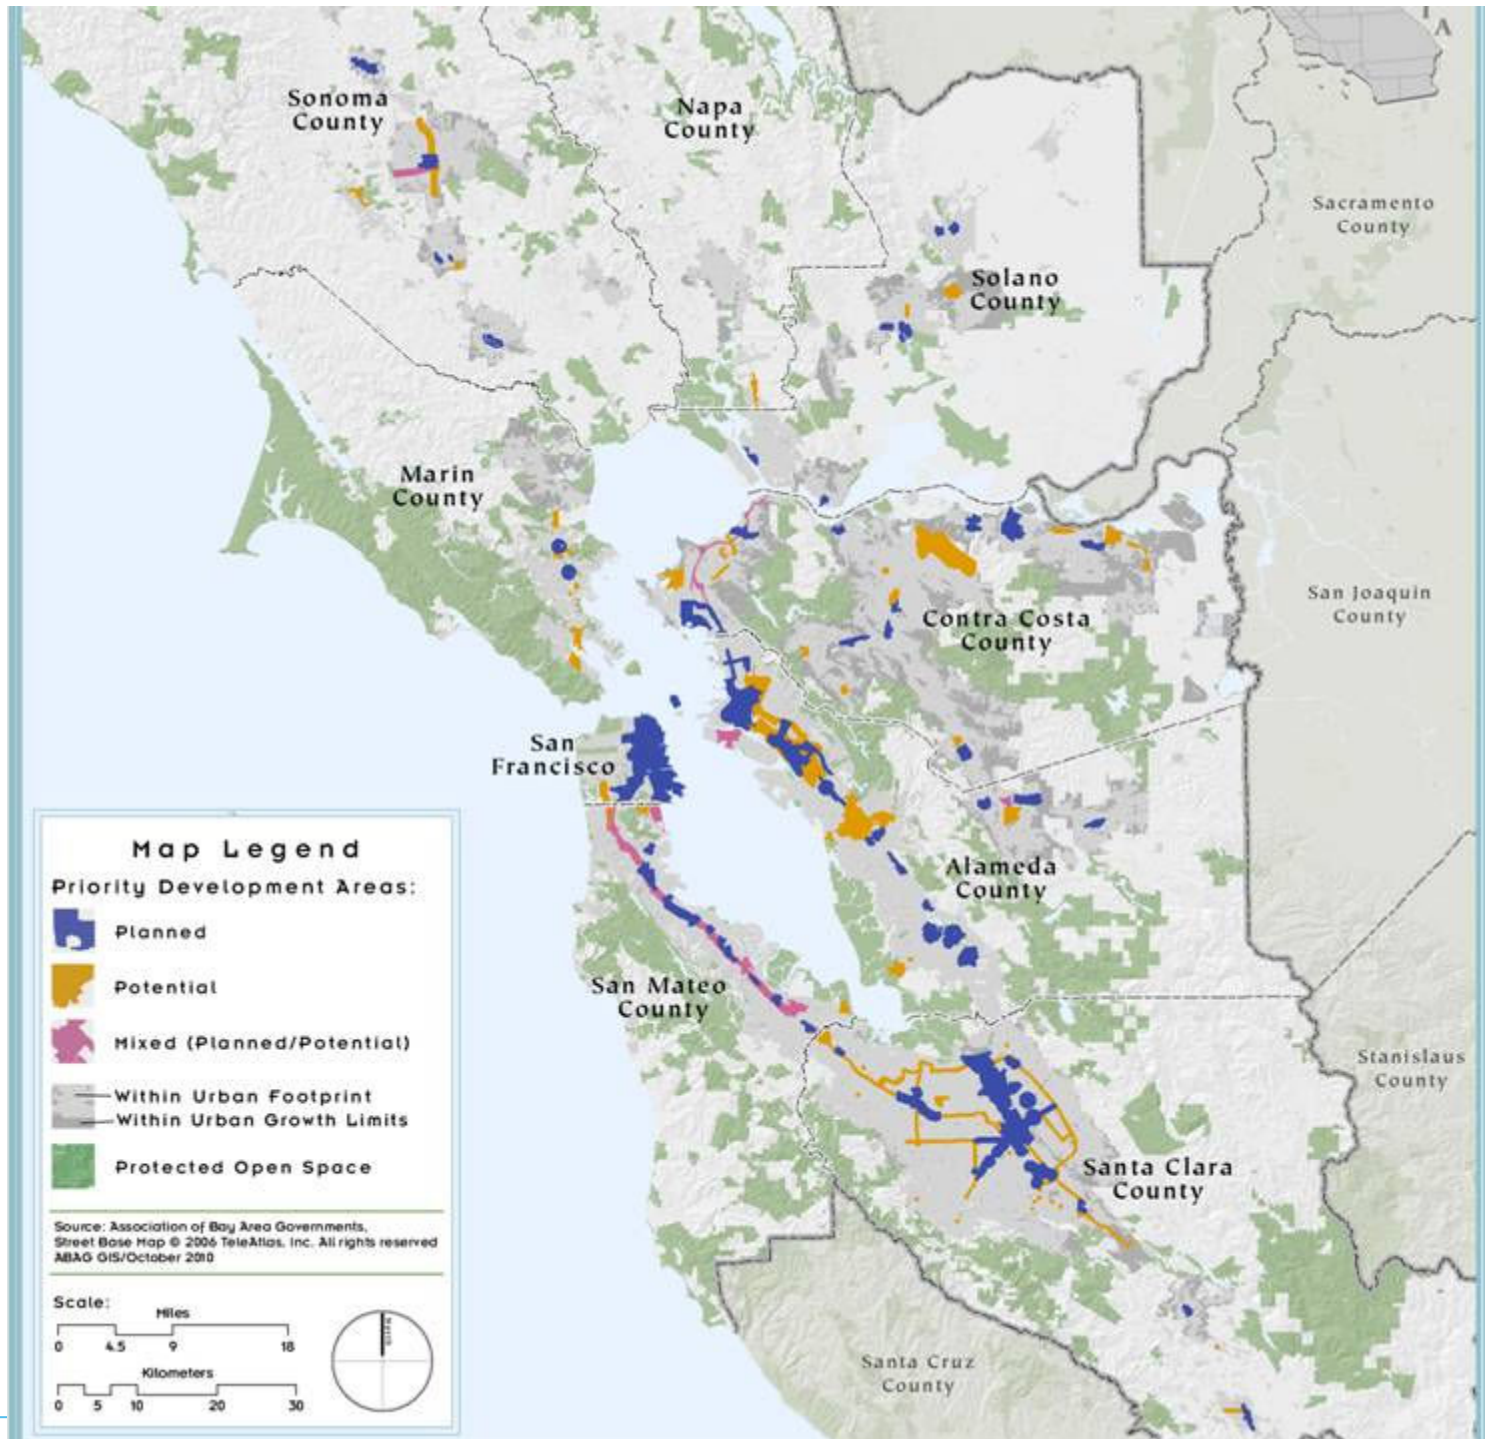 A
Sonoma
County
Napa
County
Sacramento
County
Solano
County
Marin
County
San Joaquin
County
Contra Costa
County
San
Francisco
Alameda
County
San Mateo
County
Stanislaus
County
Santa Clara
County
Santa Cruz
County
Map Legend
Priority Development Areas:
Planned
Potential
Mixed (Planned/Potential)
Within Urban Footprint
Within Urban Growth Limits
Protected Open Space
Source: Association of Bay Area Governments,
Street Base Map © 2006 TeleAtlas, Inc. All rights reserved
ABAG GIS/October 2010
Scale:
Miles
0 4.5 9 18
Kilometers
0 5 10 20 30
North